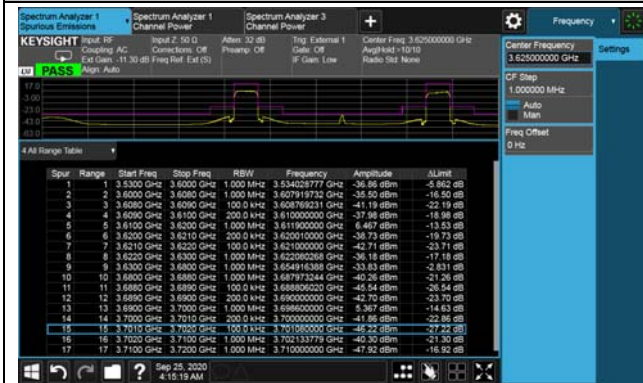 Spectrum Analyzer 1
Spurious Emissions
Spectrum Analyzer 1
Channel Power
Spectrum Analyzer 3
Channel Power
Frequency
KEYSIGHT Input: RF Input Z: 50 Ω Atten: 32 dB Trig: External 1 Center Freq: 3.625000000 GHz
Coupling: AC Corrections: Off Preamp: Off Gate: Off Avg|Hold:>10/10
Ext Gain: -11.30 dB Freq Ref: Ext (S) IF Gain: Low Radio Std: None
LM PASS Align: Auto
Center Frequency
3.625000000 GHz
Settings
CF Step
1.000000 MHz
Auto
Man
Freq Offset
0 Hz
17.0
-3.00
-23.0
-43.0
-63.0
4 All Range Table
Spur Range Start Freq Stop Freq RBW Frequency Amplitude ΔLimit
1 1 3.5300 GHz 3.6000 GHz 1.000 MHz 3.534028777 GHz -36.86 dBm -5.862 dB
2 2 3.6000 GHz 3.6080 GHz 1.000 MHz 3.607919732 GHz -35.50 dBm -16.50 dB
3 3 3.6080 GHz 3.6090 GHz 100.0 kHz 3.608769231 GHz -41.19 dBm -22.19 dB
4 4 3.6090 GHz 3.6100 GHz 200.0 kHz 3.610000000 GHz -37.98 dBm -18.98 dB
5 5 3.6100 GHz 3.6200 GHz 1.000 MHz 3.611900000 GHz 6.467 dBm -13.53 dB
6 6 3.6200 GHz 3.6210 GHz 200.0 kHz 3.620010000 GHz -38.73 dBm -19.73 dB
7 7 3.6210 GHz 3.6220 GHz 100.0 kHz 3.621000000 GHz -42.71 dBm -23.71 dB
8 8 3.6220 GHz 3.6300 GHz 1.000 MHz 3.622080268 GHz -36.18 dBm -17.18 dB
9 9 3.6300 GHz 3.6800 GHz 1.000 MHz 3.654916388 GHz -33.83 dBm -2.831 dB
10 10 3.6800 GHz 3.6880 GHz 1.000 MHz 3.687973244 GHz -40.26 dBm -21.26 dB
11 11 3.6880 GHz 3.6890 GHz 100.0 kHz 3.688806020 GHz -45.54 dBm -26.54 dB
12 12 3.6890 GHz 3.6900 GHz 200.0 kHz 3.690000000 GHz -42.70 dBm -23.70 dB
13 13 3.6900 GHz 3.7000 GHz 1.000 MHz 3.698600000 GHz 5.367 dBm -14.63 dB
14 14 3.7000 GHz 3.7010 GHz 200.0 kHz 3.700000000 GHz -41.86 dBm -22.86 dB
15 15 3.7010 GHz 3.7020 GHz 100.0 kHz 3.701080000 GHz -46.22 dBm -27.22 dB
16 16 3.7020 GHz 3.7100 GHz 1.000 MHz 3.702133779 GHz -40.30 dBm -21.30 dB
17 17 3.7100 GHz 3.7200 GHz 1.000 MHz 3.710000000 GHz -47.92 dBm -16.92 dB
?
Sep 25, 2020
4:15:19 AM